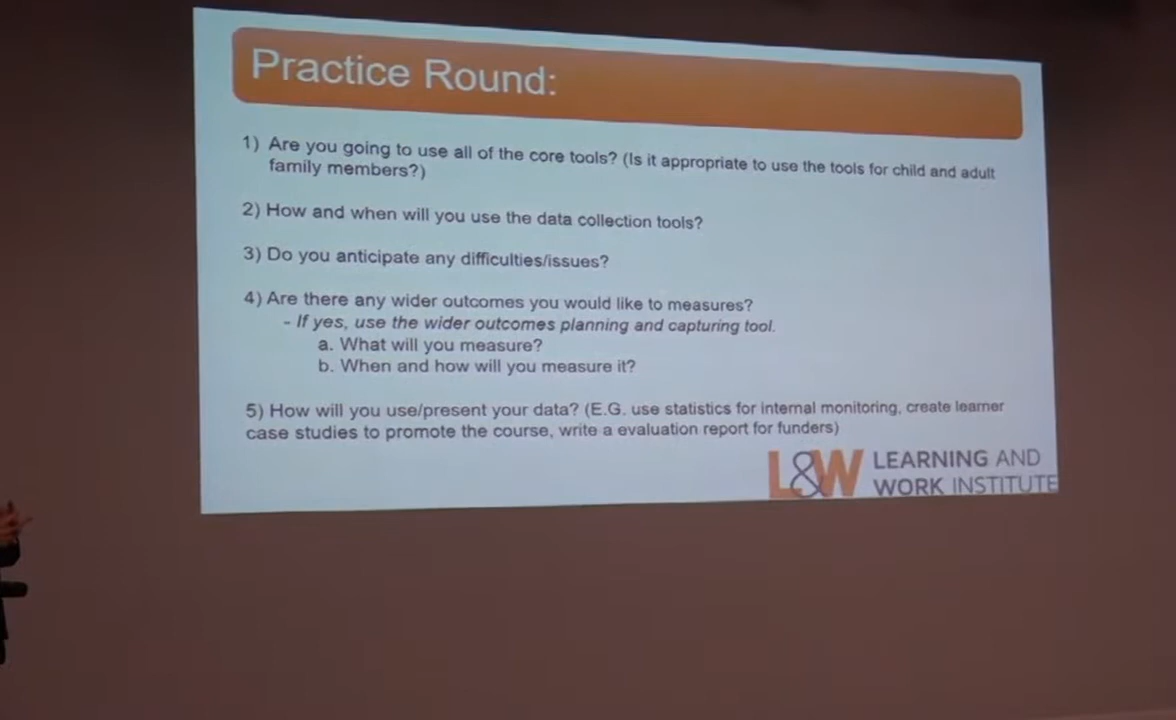 Practice Round:
1) Are you going to use all of the core tools? (Is it appropriate to use the tools for child and adult
family members?)
2) How and when will you use the data collection tools?
3) Do you anticipate any difficulties/issues?
4) Are there any wider outcomes you would like to measures?
- If yes, use the wider outcomes planning and capturing tool.
a. What will you measure?
b. When and how will you measure it?
5) How will you use/present your data? (E.G. use statistics for internal monitoring, create learner
case studies to promote the course, write a evaluation report for funders)
L&W LEARNING AND
WORK INSTITUTE